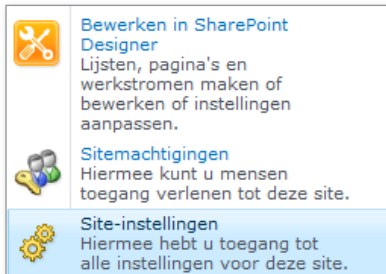 Bewerken in SharePoint
Designer
Lijsten, pagina's en
werkstromen maken of
bewerken of instellingen
aanpassen.
Sitemachtigingen
Hiermee kunt u mensen
toegang verlenen tot deze site.
Site-instellingen
Hiermee hebt u toegang tot
alle instellingen voor deze site.